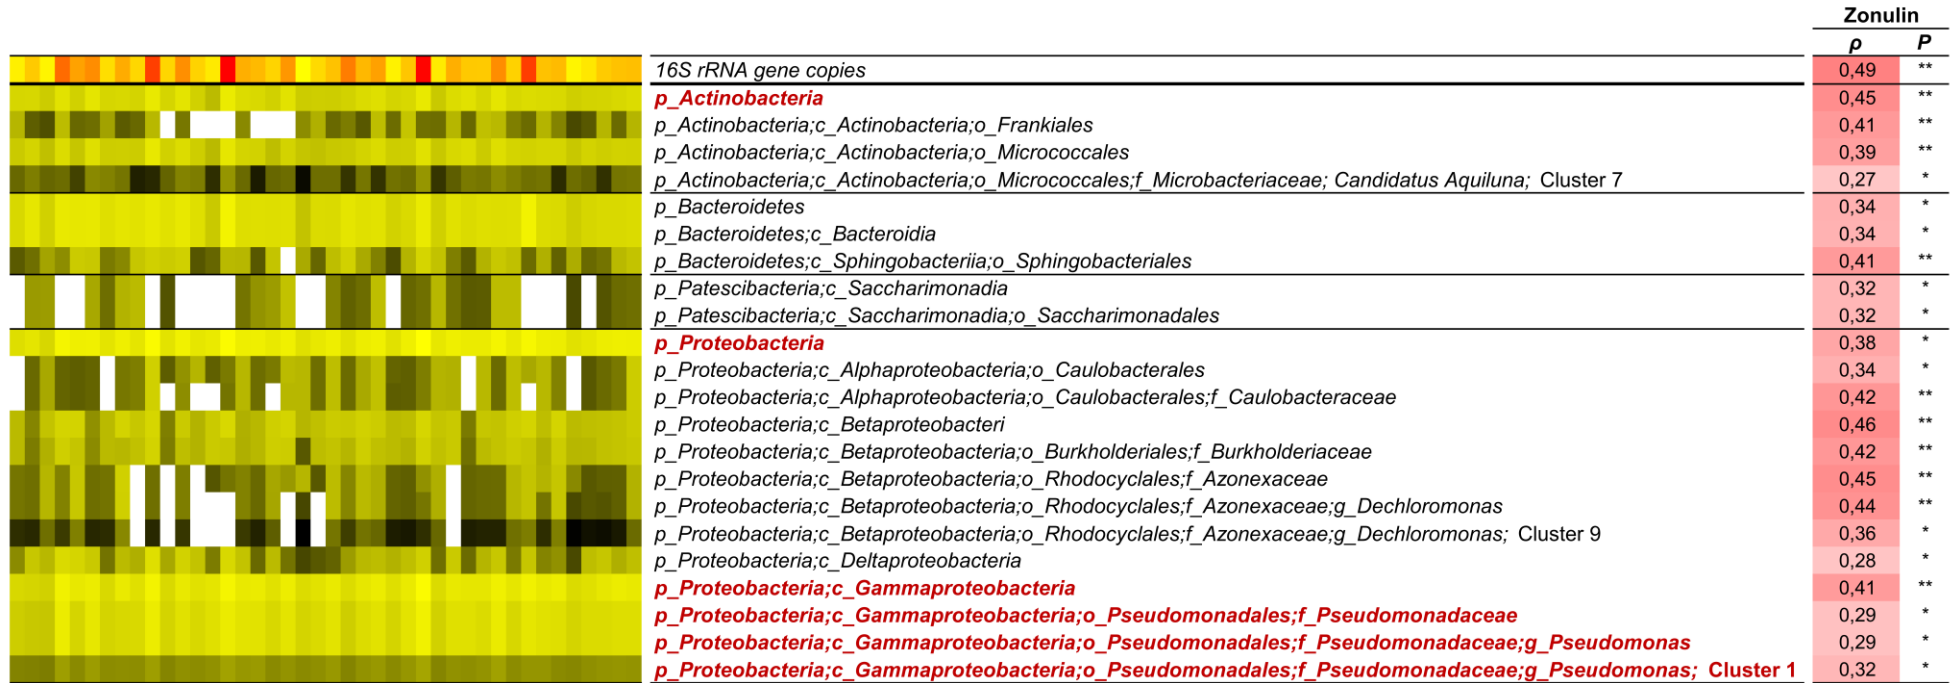 Zonulin
ρ P
16S rRNA gene copies 0,49 **
p_Actinobacteria 0,45 **
p_Actinobacteria;c_Actinobacteria;o_Frankiales 0,41 **
p_Actinobacteria;c_Actinobacteria;o_Micrococcales 0,39 **
p_Actinobacteria;c_Actinobacteria;o_Micrococcales;f_Microbacteriaceae; Candidatus Aquiluna; Cluster 7 0,27 *
p_Bacteroidetes 0,34 *
p_Bacteroidetes;c_Bacteroidia 0,34 *
p_Bacteroidetes;c_Sphingobacteriia;o_Sphingobacteriales 0,41 **
p_Patescibacteria;c_Saccharimonadia 0,32 *
p_Patescibacteria;c_Saccharimonadia;o_Saccharimonadales 0,32 *
p_Proteobacteria 0,38 *
p_Proteobacteria;c_Alphaproteobacteria;o_Caulobacterales 0,34 *
p_Proteobacteria;c_Alphaproteobacteria;o_Caulobacterales;f_Caulobacteraceae 0,42 **
p_Proteobacteria;c_Betaproteobacteri 0,46 **
p_Proteobacteria;c_Betaproteobacteria;o_Burkholderiales;f_Burkholderiaceae 0,42 **
p_Proteobacteria;c_Betaproteobacteria;o_Rhodocyclales;f_Azonexaceae 0,45 **
p_Proteobacteria;c_Betaproteobacteria;o_Rhodocyclales;f_Azonexaceae;g_Dechloromonas 0,44 **
p_Proteobacteria;c_Betaproteobacteria;o_Rhodocyclales;f_Azonexaceae;g_Dechloromonas; Cluster 9 0,36 *
p_Proteobacteria;c_Deltaproteobacteria 0,28 *
p_Proteobacteria;c_Gammaproteobacteria 0,41 **
p_Proteobacteria;c_Gammaproteobacteria;o_Pseudomonadales;f_Pseudomonadaceae 0,29 *
p_Proteobacteria;c_Gammaproteobacteria;o_Pseudomonadales;f_Pseudomonadaceae;g_Pseudomonas 0,29 *
p_Proteobacteria;c_Gammaproteobacteria;o_Pseudomonadales;f_Pseudomonadaceae;g_Pseudomonas; Cluster 1 0,32 *